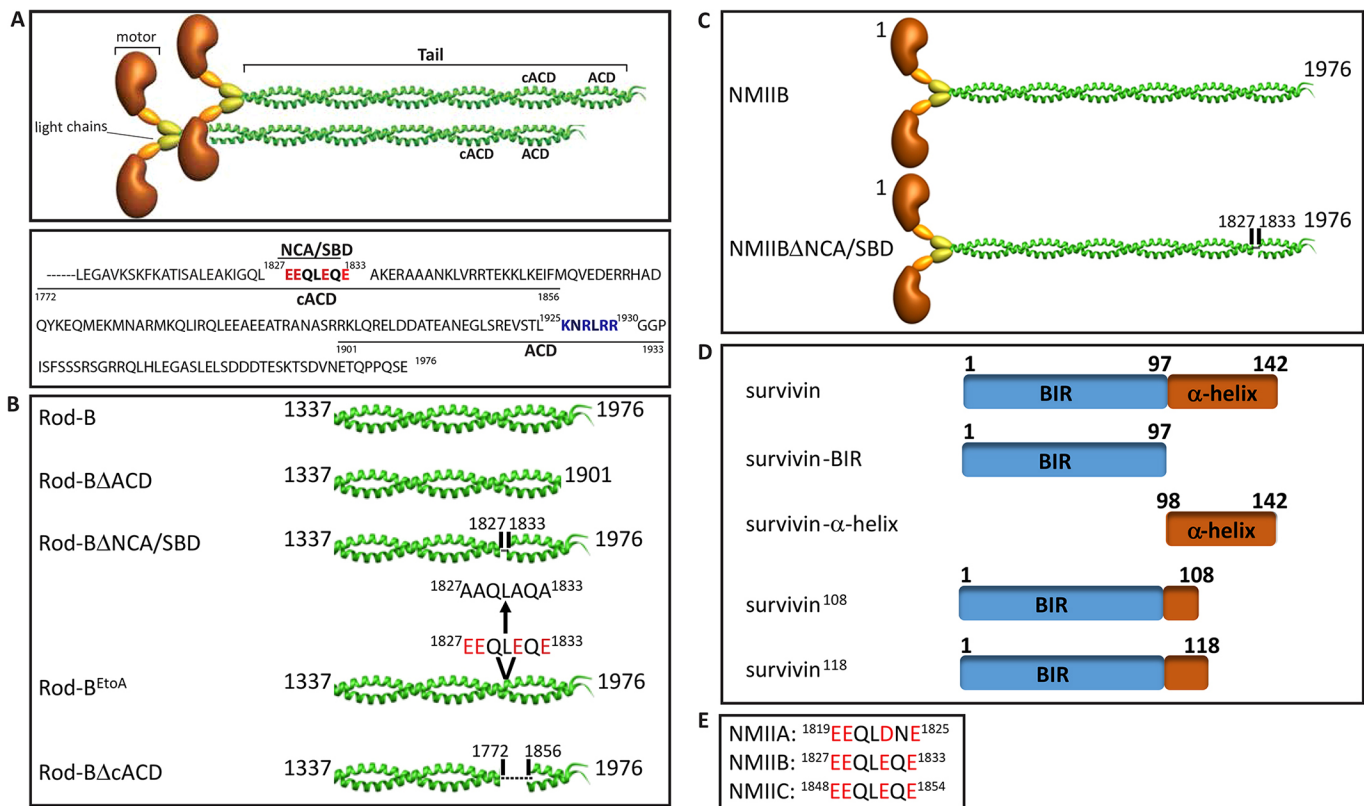 A
motor
Tail
cACD ACD
light chains
cACD ACD
NCA/SBD
------LEGAVKSKFKATISALEAKIGQL1827EEQLEQE1833 AKERAAANKLVRRTEKKLKEIFMQVEDERRHAD
1772 cACD 1856
QYKEQMEKMNARMKQLIRQLEEAEEATRANASRRKLQRELDDATEANEGLSREVSTL1925KNRLRR1930GGP
1901 ACD 1933
ISFSSSRSGRRQLHLEGASLELSDDDTESKTSDVNETQPPQSE 1976
B
Rod-B 1337 1976
Rod-BΔACD 1337 1901
1827 1833
Rod-BΔNCA/SBD 1337 1976
1827AAQLAQA1833
1827EEQLEQE1833
Rod-BEtoA 1337 1976
1772 1856
Rod-BΔcACD 1337 1976
C
1
NMIIB 1976
1
1827 1833 1976
NMIIBΔNCA/SBD
D
1 97 142
survivin BIR α-helix
1 97
survivin-BIR BIR
98 142
survivin-α-helix α-helix
1 108
survivin108 BIR
1 118
survivin118 BIR
E
NMIIA: 1819EEQLDNE1825
NMIIB: 1827EEQLEQE1833
NMIIC: 1848EEQLEQE1854